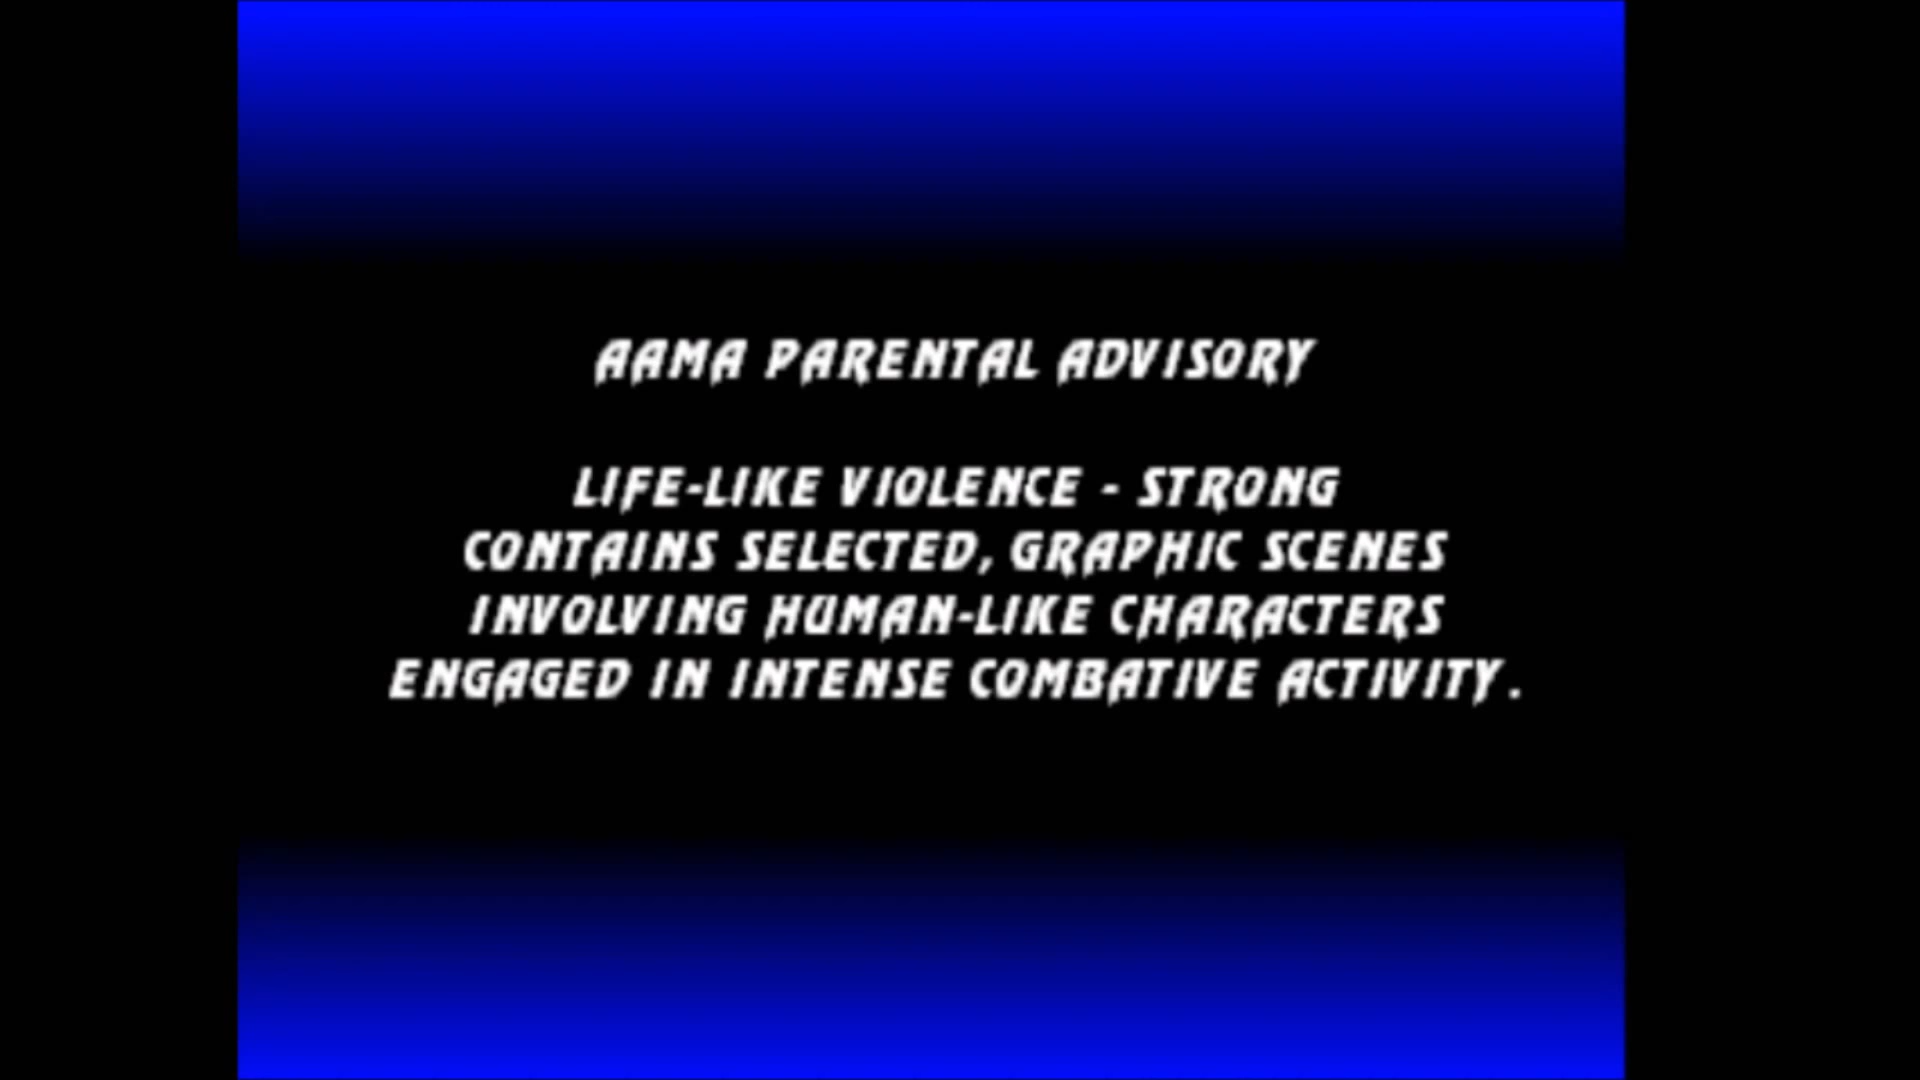 AAMA PARENTAL ADVISORY
LIFE-LIKE VIOLENCE - STRONG
CONTAINS SELECTED, GRAPHIC SCENES
INVOLVING HUMAN-LIKE CHARACTERS
ENGAGED IN INTENSE COMBATIVE ACTIVITY.